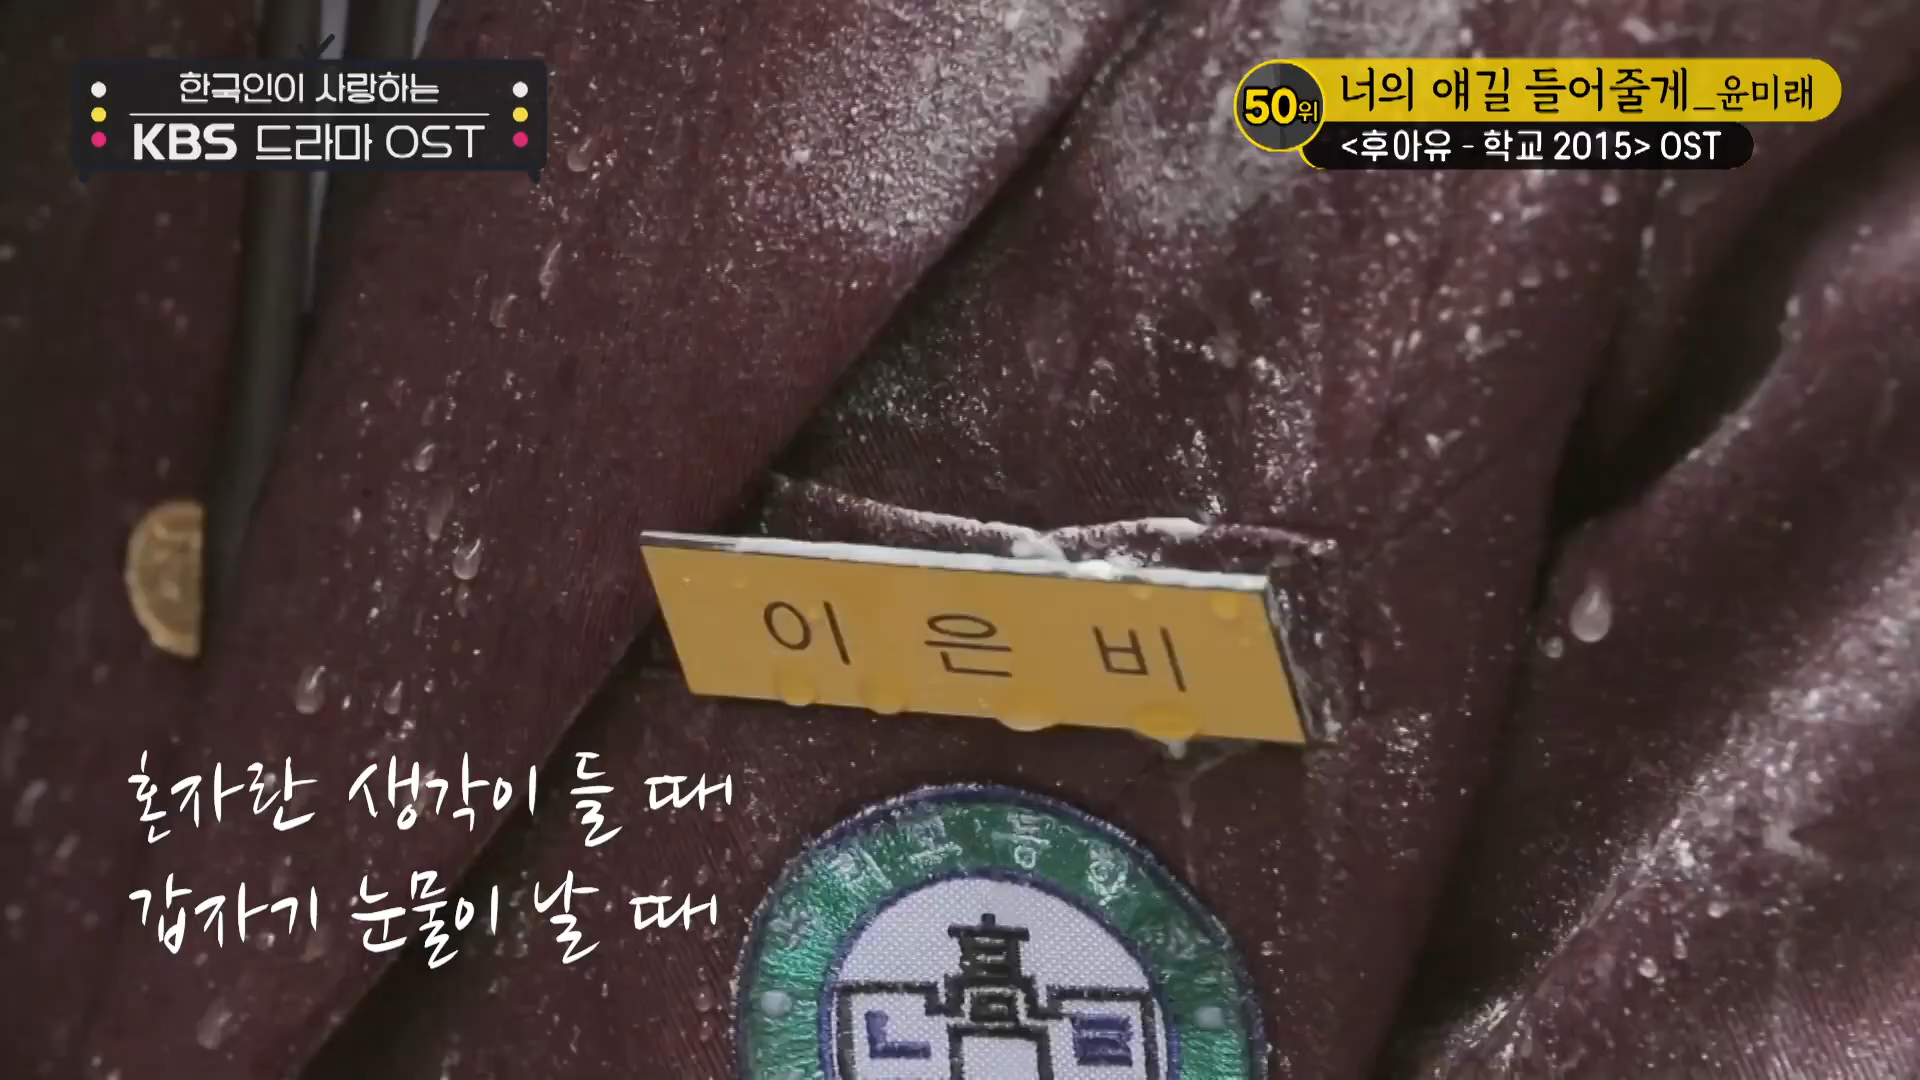 한국인이 사랑하는
KBS 드라마 OST
50위
너의 얘길 들어줄게_윤미래
<후아유 - 학교 2015> OST
이은비
혼자란 생각이 들 때
갑자기 눈물이 날 때
高